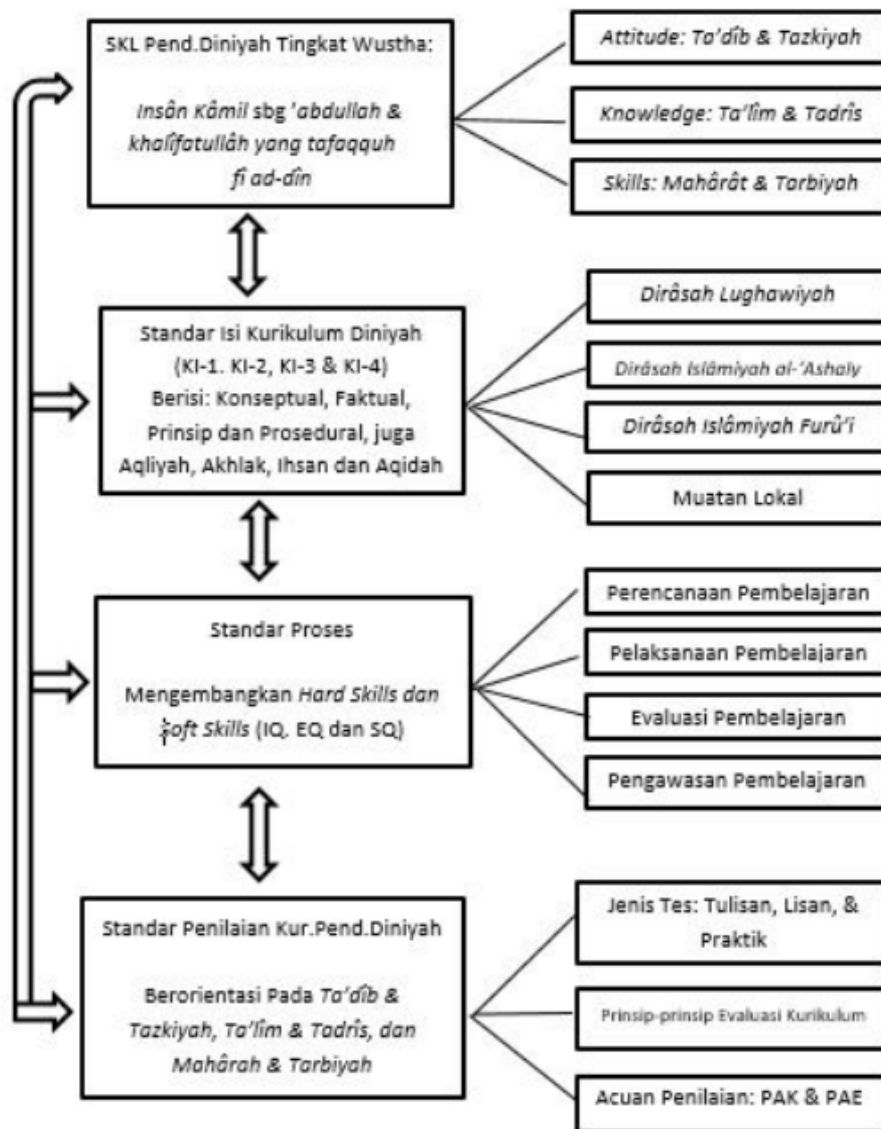 SKL Pend.Diniyah Tingkat Wustha:
Insân Kâmil sbg 'abdullah &
khalîfatullâh yang tafaqquh
fî ad-dîn
Attitude: Ta'dîb & Tazkiyah
Knowledge: Ta'lîm & Tadrîs
Skills: Mahârât & Tarbiyah
Standar Isi Kurikulum Diniyah
(KI-1. KI-2, KI-3 & KI-4)
Berisi: Konseptual, Faktual,
Prinsip dan Prosedural, juga
Aqliyah, Akhlak, Ihsan dan Aqidah
Dirâsah Lughawiyah
Dirâsah Islâmiyah al-'Ashaly
Dirâsah Islâmiyah Furû'i
Muatan Lokal
Standar Proses
Mengembangkan Hard Skills dan
Soft Skills (IQ. EQ dan SQ)
Perencanaan Pembelajaran
Pelaksanaan Pembelajaran
Evaluasi Pembelajaran
Pengawasan Pembelajaran
Standar Penilaian Kur.Pend.Diniyah
Berorientasi Pada Ta'dîb &
Tazkiyah, Ta'lîm & Tadrîs, dan
Mahârah & Tarbiyah
Jenis Tes: Tulisan, Lisan, &
Praktik
Prinsip-prinsip Evaluasi Kurikulum
Acuan Penilaian: PAK & PAE